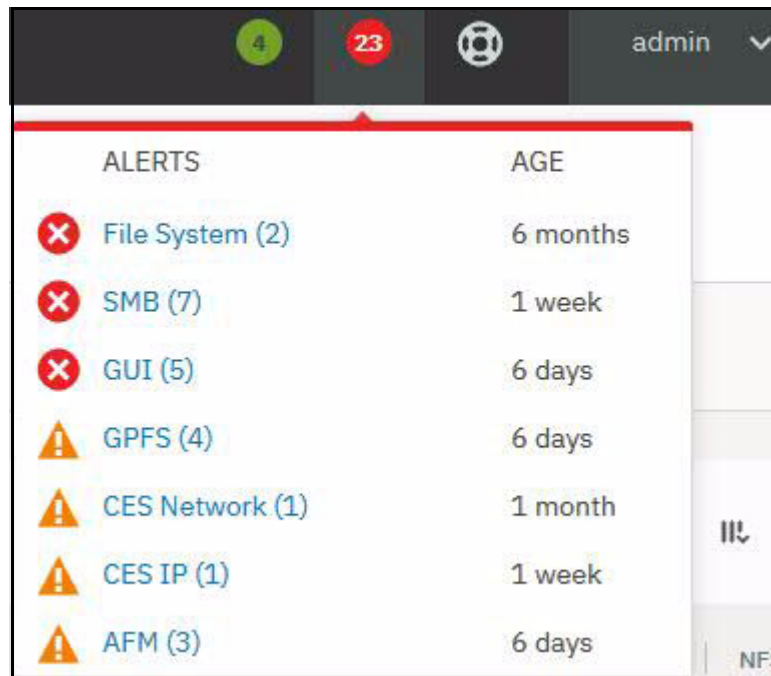 4 23 admin
ALERTS AGE
File System (2) 6 months
SMB (7) 1 week
GUI (5) 6 days
GPFS (4) 6 days
CES Network (1) 1 month
CES IP (1) 1 week
AFM (3) 6 days